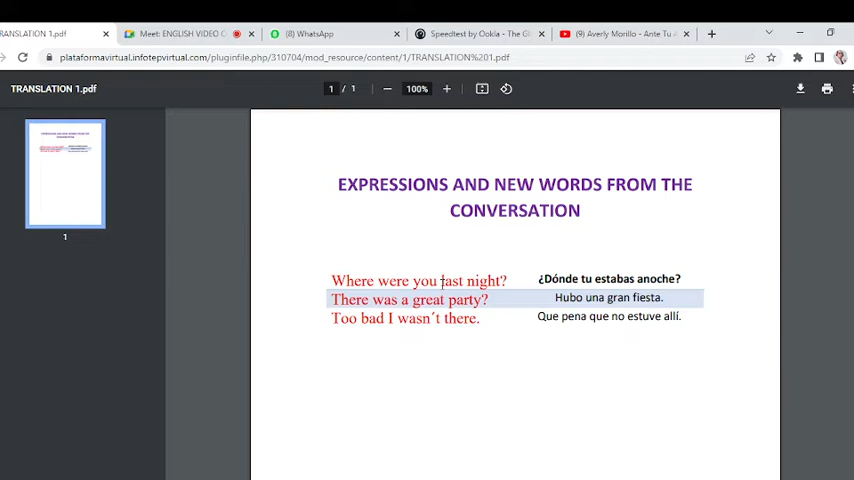 TRANSLATION 1.pdf
Meet: ENGLISH VIDEO C
(8) WhatsApp
Speedtest by Ookla - The Gl
(9) Averly Morillo - Ante Tu A
plataformavirtual.infotepvirtual.com/pluginfile.php/310704/mod_resource/content/1/TRANSLATION%201.pdf
TRANSLATION 1.pdf
1 / 1
100%
1
EXPRESSIONS AND NEW WORDS FROM THE
CONVERSATION
Where were you last night? ¿Dónde tu estabas anoche?
There was a great party? Hubo una gran fiesta.
Too bad I wasn´t there. Que pena que no estuve allí.